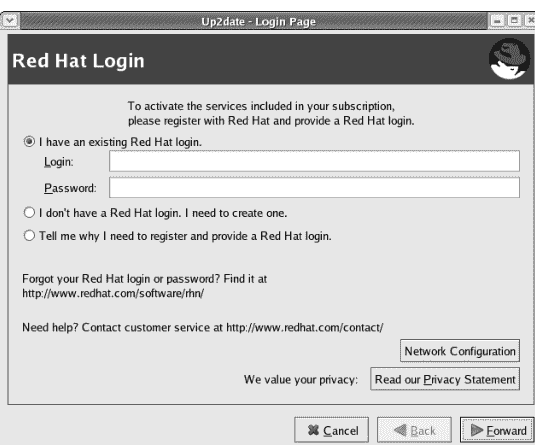 Up2date - Login Page
Red Hat Login
To activate the services included in your subscription,
please register with Red Hat and provide a Red Hat login.
I have an existing Red Hat login.
Login:
Password:
I don't have a Red Hat login. I need to create one.
Tell me why I need to register and provide a Red Hat login.
Forgot your Red Hat login or password? Find it at
http://www.redhat.com/software/rhn/
Need help? Contact customer service at http://www.redhat.com/contact/
Network Configuration
We value your privacy: Read our Privacy Statement
Cancel Back Forward